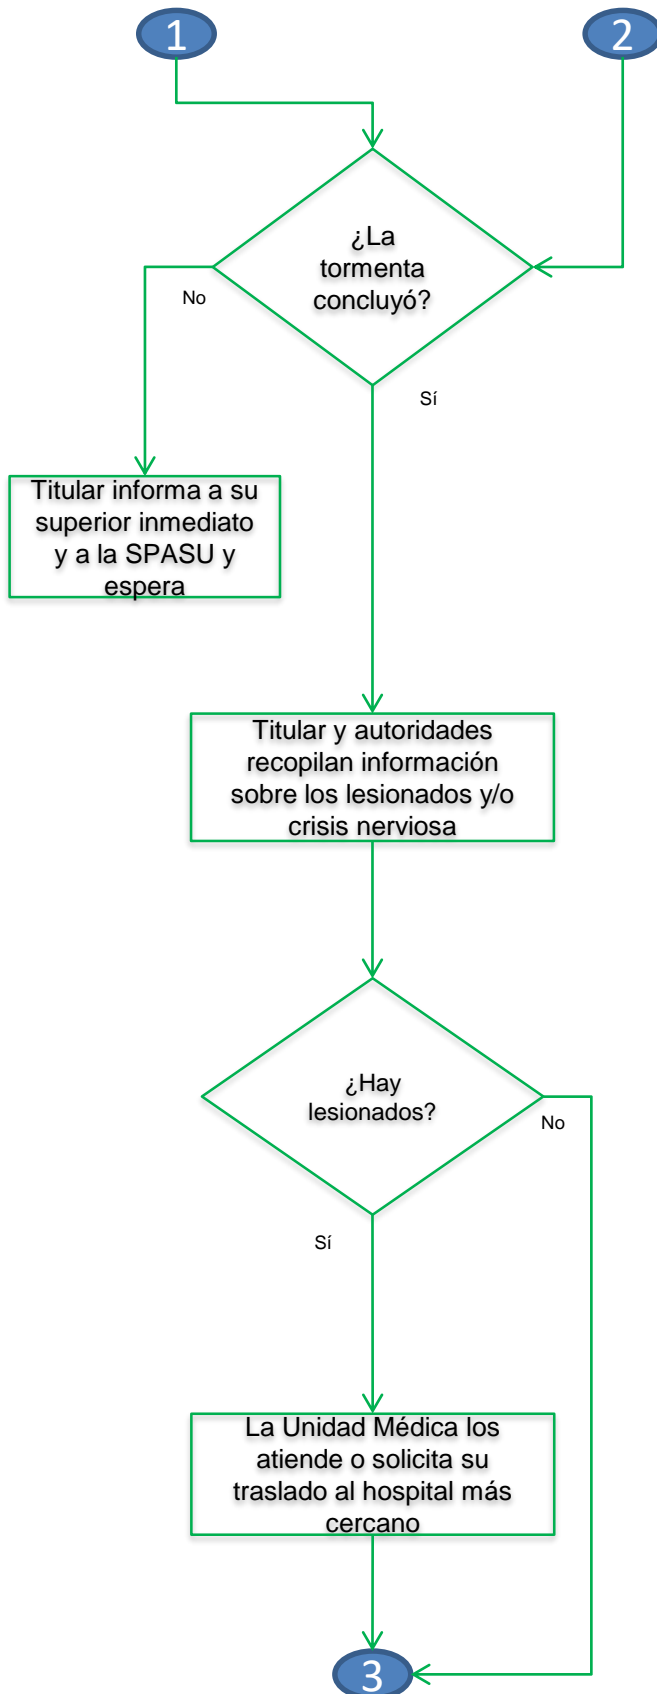 1
2
¿La
tormenta
concluyó?
No
Sí
Titular informa a su
superior inmediato
y a la SPASU y
espera
Titular y autoridades
recopilan información
sobre los lesionados y/o
crisis nerviosa
¿Hay
lesionados?
No
Sí
La Unidad Médica los
atiende o solicita su
traslado al hospital más
cercano
3